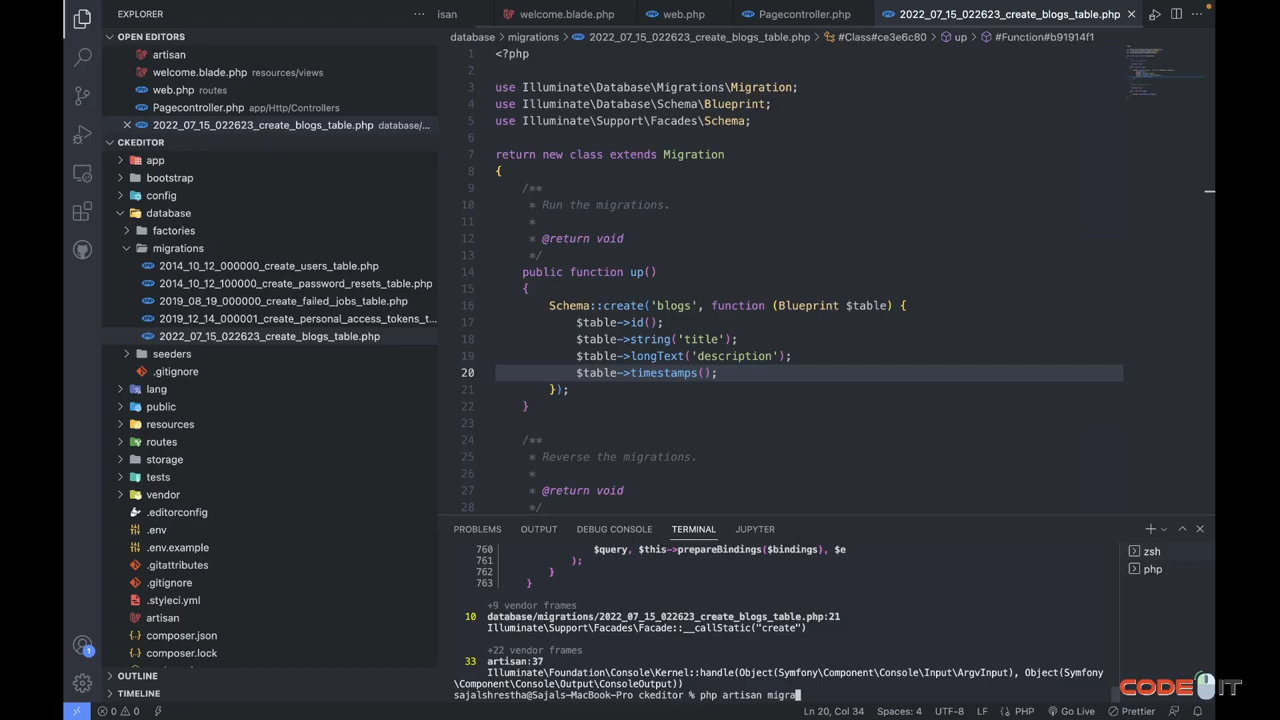 EXPLORER
isan
welcome.blade.php
web.php
Pagecontroller.php
2022_07_15_022623_create_blogs_table.php
OPEN EDITORS
artisan
welcome.blade.php resources/views
web.php routes
Pagecontroller.php app/Http/Controllers
2022_07_15_022623_create_blogs_table.php database/...
CKEDITOR
app
bootstrap
config
database
factories
migrations
2014_10_12_000000_create_users_table.php
2014_10_12_100000_create_password_resets_table.php
2019_08_19_000000_create_failed_jobs_table.php
2019_12_14_000001_create_personal_access_tokens_t...
2022_07_15_022623_create_blogs_table.php
seeders
.gitignore
lang
public
resources
routes
storage
tests
vendor
.editorconfig
.env
.env.example
.gitattributes
.gitignore
.styleci.yml
artisan
composer.json
composer.lock
OUTLINE
TIMELINE
database > migrations > 2022_07_15_022623_create_blogs_table.php > #Class#ce3e6c80 > up > #Function#b91914f1
1 <?php
2
3 use Illuminate\Database\Migrations\Migration;
4 use Illuminate\Database\Schema\Blueprint;
5 use Illuminate\Support\Facades\Schema;
6
7 return new class extends Migration
8 {
9 /**
10 * Run the migrations.
11 *
12 * @return void
13 */
14 public function up()
15 {
16 Schema::create('blogs', function (Blueprint $table) {
17 $table->id();
18 $table->string('title');
19 $table->longText('description');
20 $table->timestamps();
21 });
22 }
23
24 /**
25 * Reverse the migrations.
26 *
27 * @return void
28 */
PROBLEMS OUTPUT DEBUG CONSOLE TERMINAL JUPYTER
760 $query, $this->prepareBindings($bindings), $e
761 );
762 }
763 }
+9 vendor frames
10 database/migrations/2022_07_15_022623_create_blogs_table.php:21
Illuminate\Support\Facades\Facade::__callStatic("create")
+22 vendor frames
33 artisan:37
Illuminate\Foundation\Console\Kernel::handle(Object(Symfony\Component\Console\Input\ArgvInput), Object(Symfony
\Component\Console\Output\ConsoleOutput))
sajalshrestha@Sajals-MacBook-Pro ckeditor % php artisan migra
zsh
php
CODE IT
1
0 0 Ln 20, Col 34 Spaces: 4 UTF-8 LF PHP Go Live Prettier